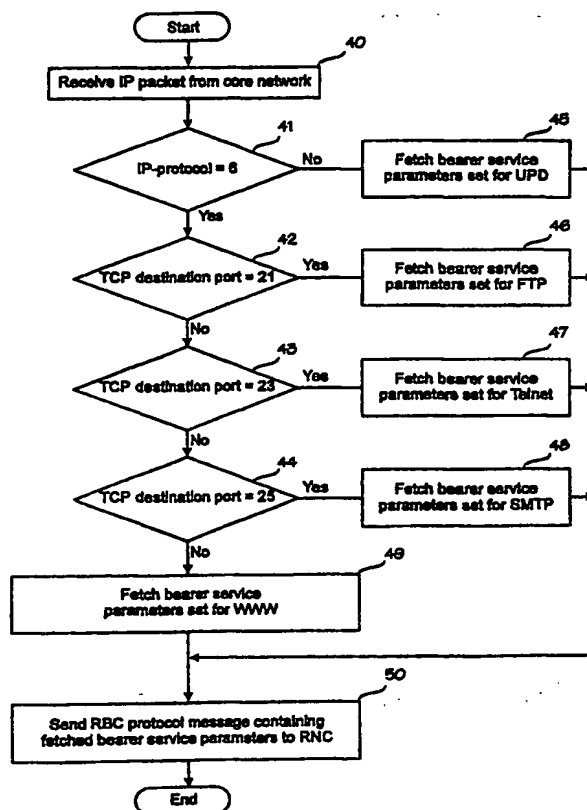 Start
40
Receive IP packet from core network
41
IP-protocol = 6
No
45
Fetch bearer service
parameters set for UPD
Yes
42
TCP destination port = 21
Yes
46
Fetch bearer service
parameters set for FTP
No
43
TCP destination port = 23
Yes
47
Fetch bearer service
parameters set for Telnet
No
44
TCP destination port = 25
Yes
48
Fetch bearer service
parameters set for SMTP
No
49
Fetch bearer service
parameters set for WWW
50
Send RBC protocol message containing
fetched bearer service parameters to RNC
End